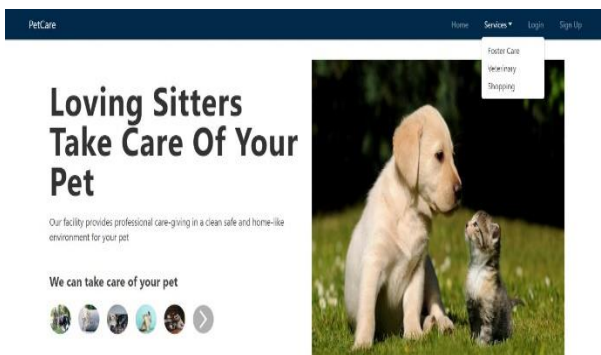 PetCare
Home Services Login Sign Up
Foster Care
Veterinary
Shopping
Loving Sitters
Take Care Of Your
Pet
Our facility provides professional care-giving in a clean safe and home-like
environment for your pet
We can take care of your pet